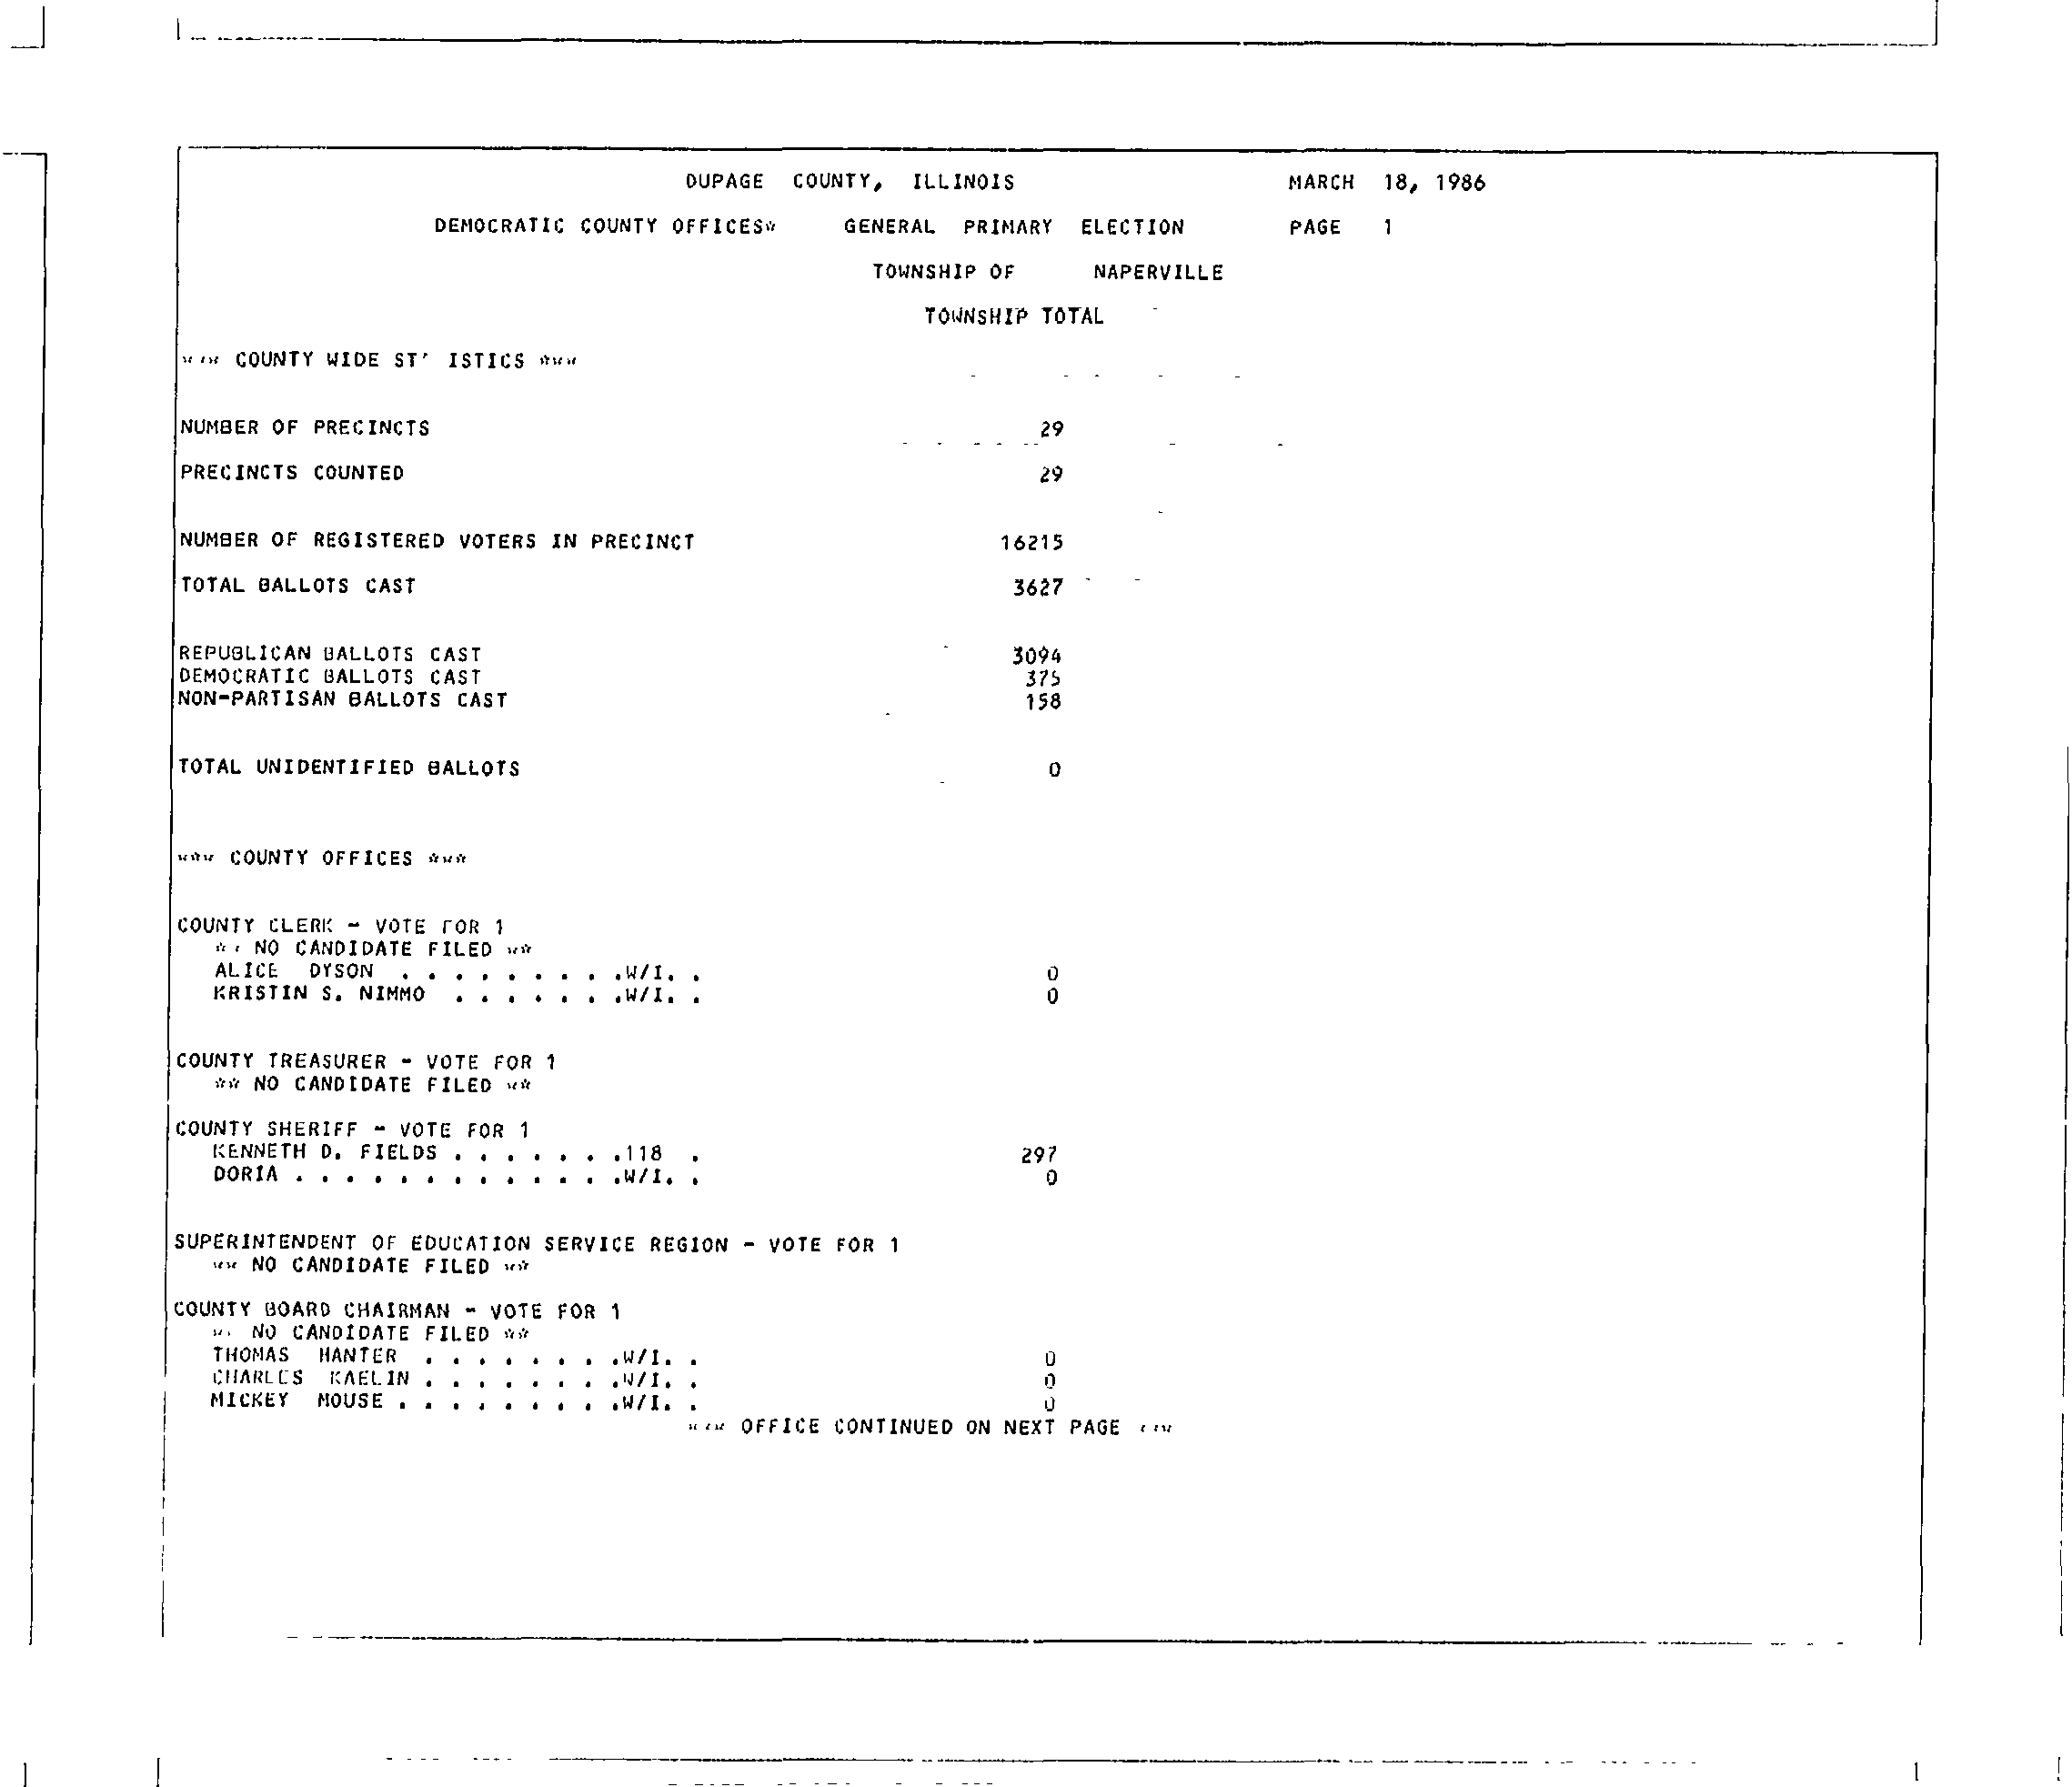 DUPAGE COUNTY, ILLINOIS MARCH 18, 1986
DEMOCRATIC COUNTY OFFICES* GENERAL PRIMARY ELECTION PAGE 1
TOWNSHIP OF NAPERVILLE
TOWNSHIP TOTAL
*** COUNTY WIDE ST' ISTICS ***
NUMBER OF PRECINCTS 29
PRECINCTS COUNTED 29
NUMBER OF REGISTERED VOTERS IN PRECINCT 16215
TOTAL BALLOTS CAST 3627
REPUBLICAN BALLOTS CAST 3094
DEMOCRATIC BALLOTS CAST 375
NON-PARTISAN BALLOTS CAST 158
TOTAL UNIDENTIFIED BALLOTS 0
*** COUNTY OFFICES ***
COUNTY CLERK - VOTE FOR 1
** NO CANDIDATE FILED **
ALICE DYSON . . . . . . . . .W/I. . 0
KRISTIN S. NIMMO . . . . . . .W/I. . 0
COUNTY TREASURER - VOTE FOR 1
** NO CANDIDATE FILED **
COUNTY SHERIFF - VOTE FOR 1
KENNETH D. FIELDS . . . . . . .118 . 297
DORIA . . . . . . . . . . . . .W/I. . 0
SUPERINTENDENT OF EDUCATION SERVICE REGION - VOTE FOR 1
** NO CANDIDATE FILED **
COUNTY BOARD CHAIRMAN - VOTE FOR 1
** NO CANDIDATE FILED **
THOMAS HANTER . . . . . . . .W/I. . 0
CHARLES KAELIN . . . . . . . .W/I. . 0
MICKEY MOUSE . . . . . . . . .W/I. . 0
*** OFFICE CONTINUED ON NEXT PAGE ***